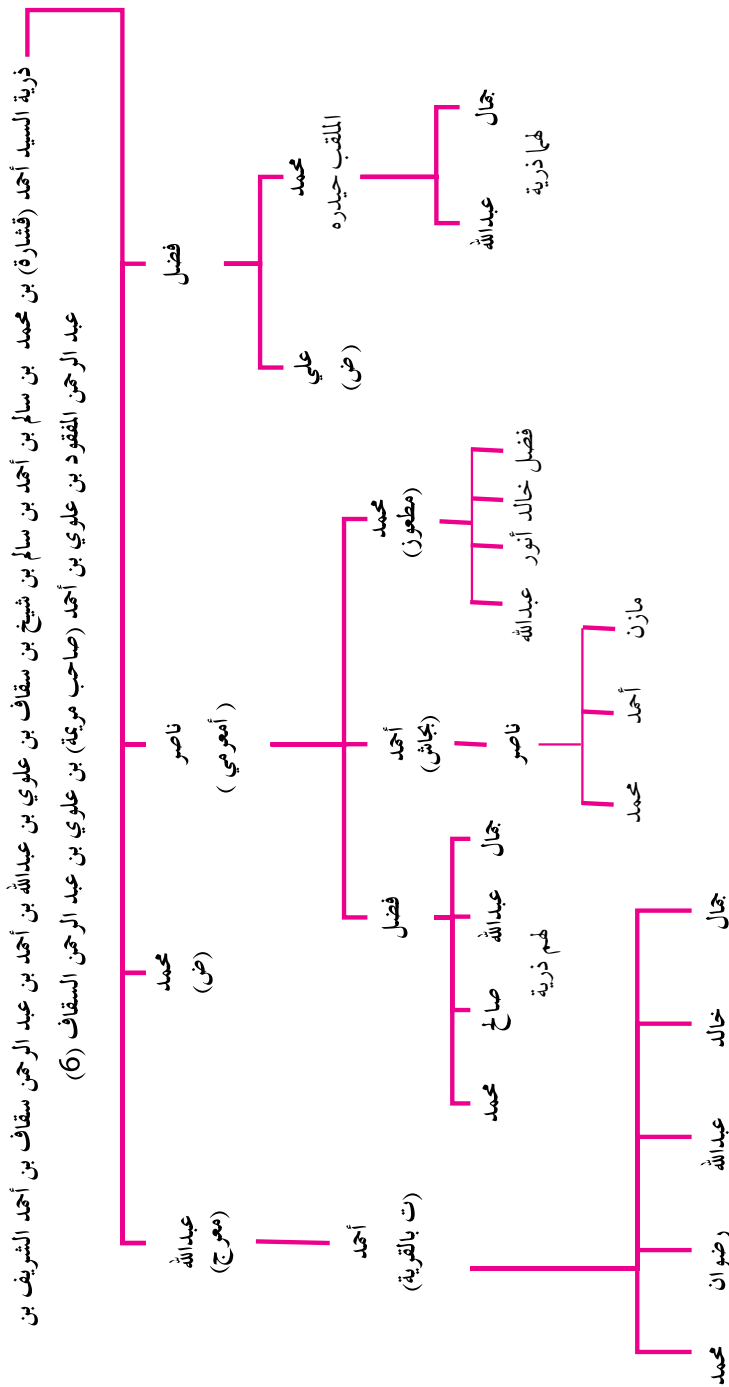 ذرية السيد أحمد (قشارة) بن محمد بن سالم بن أحمد بن سالم بن شيخ بن سقاف بن علوي بن عبدالله بن أحمد بن عبد الرحمن سقاف بن أحمد الشريف بن
عبد الرحمن المفقود بن علوي بن أحمد (صاحب مريمة) بن علوي بن عبد الرحمن السقاف (6)
فضل
ناصر
(أمعرمي)
محمد
(ض)
عبدالله
(معرج)
محمد
الملقب حيدره
علي
(ض)
جمال
عبدالله
لهما ذرية
محمد
(مطعوز)
أحمد
(بجاش)
فضل
فضل
خالد
أنور
عبدالله
ناصر
مازن
أحمد
محمد
جمال
عبدالله
صالح
محمد
لهم ذرية
أحمد
(ت بالقرية)
جمال
خالد
عبدالله
رضوان
محمد